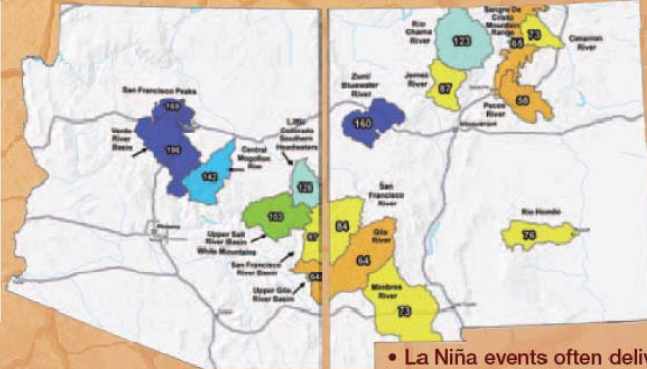 San Francisco Peaks
169
Verde
River
Basin
196
142
Central
Mogollon
Rim
Little
Colorado
Southern
Headwaters
128
103
Upper Salt
River Basin
White Mountains
San Francisco
River Basin
Upper Gila
River Basin
64
Phoenix
Rio
Chama
River
123
Sangre De
Cristo
Mountain
Range
65
73
Cimarron
River
Jemez
River
87
Zuni/
Bluewater
River
160
Pecos
River
58
Albuquerque
San
Francisco
River
84
Gila
River
64
Mimbres
River
73
Rio Hondo
76
• La Niña events often deliv